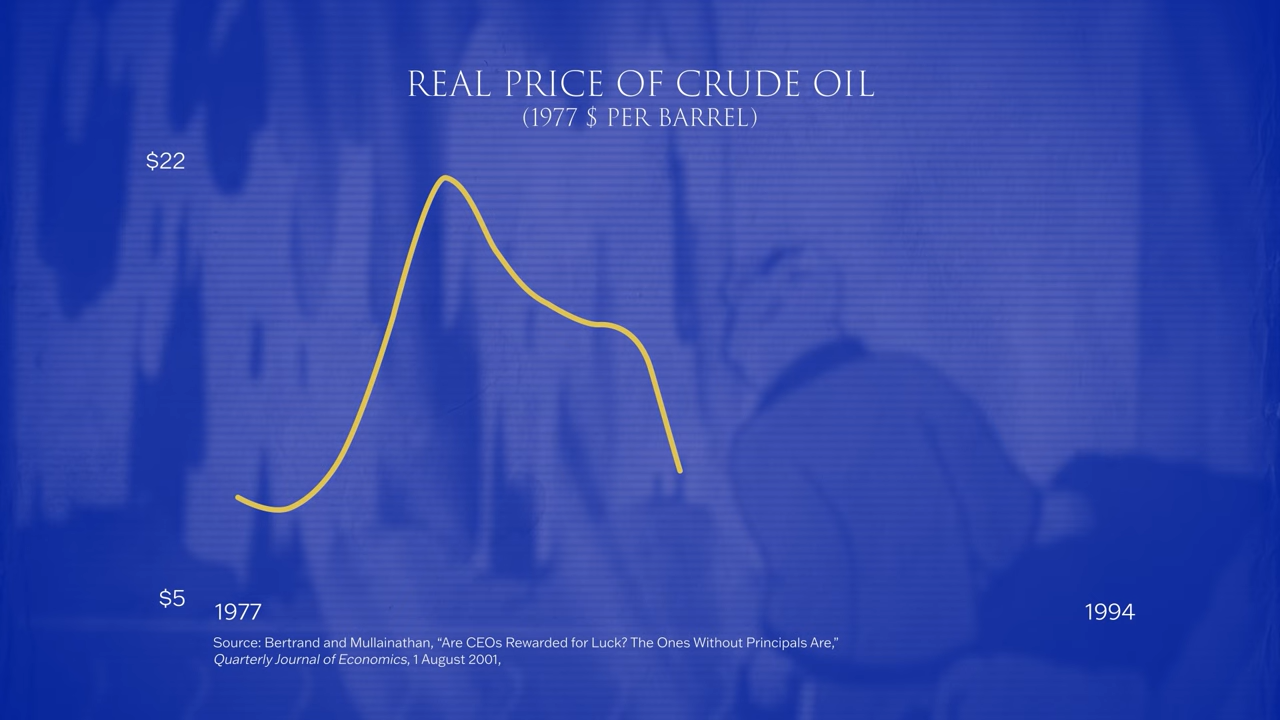 REAL PRICE OF CRUDE OIL
(1977 $ PER BARREL)
$22
$5
1977
1994
Source: Bertrand and Mullainathan, “Are CEOs Rewarded for Luck? The Ones Without Principals Are,”
Quarterly Journal of Economics, 1 August 2001,